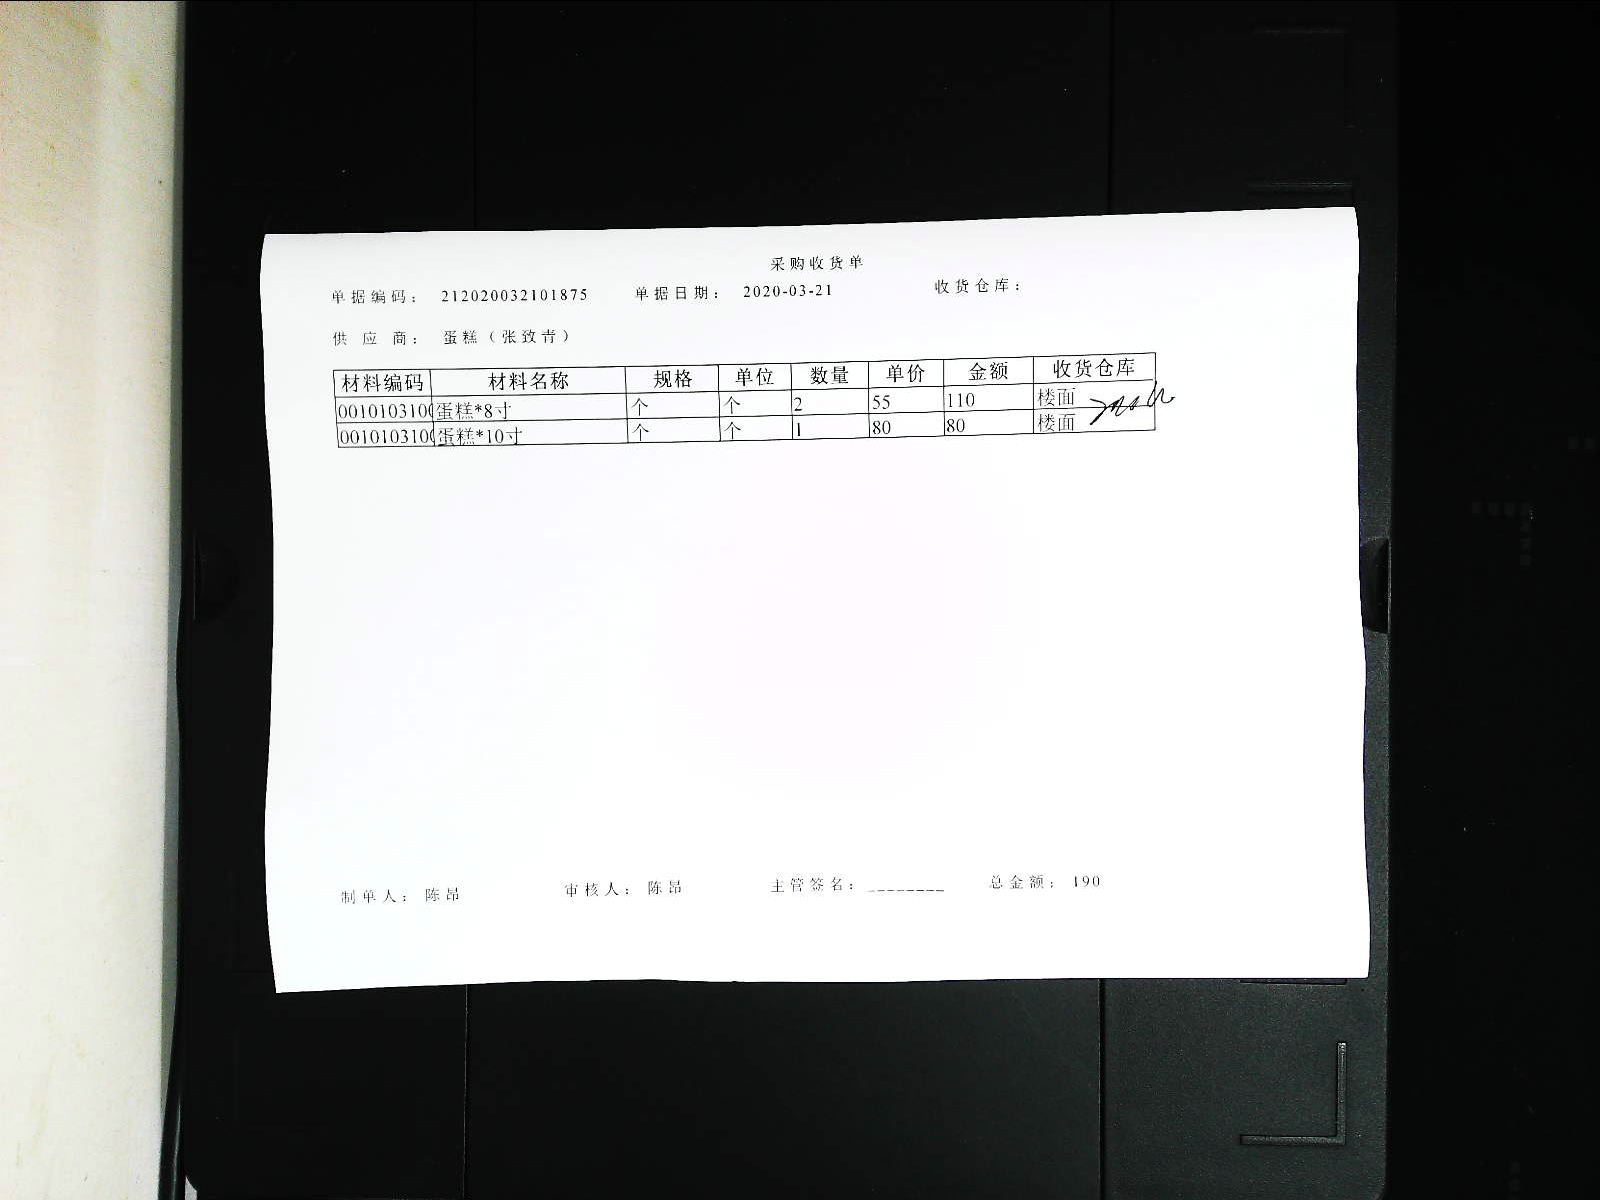 采购收货单
单据编码： 212020032101875 单据日期： 2020-03-21 收货仓库：
供应商： 蛋糕（张致青）
材料编码 材料名称 规格 单位 数量 单价 金额 收货仓库
0010103100 蛋糕*8寸 个 个 2 55 110 楼面
0010103100 蛋糕*10寸 个 个 1 80 80 楼面
制单人： 陈昂 审核人： 陈昂 主管签名： ________ 总金额： 190